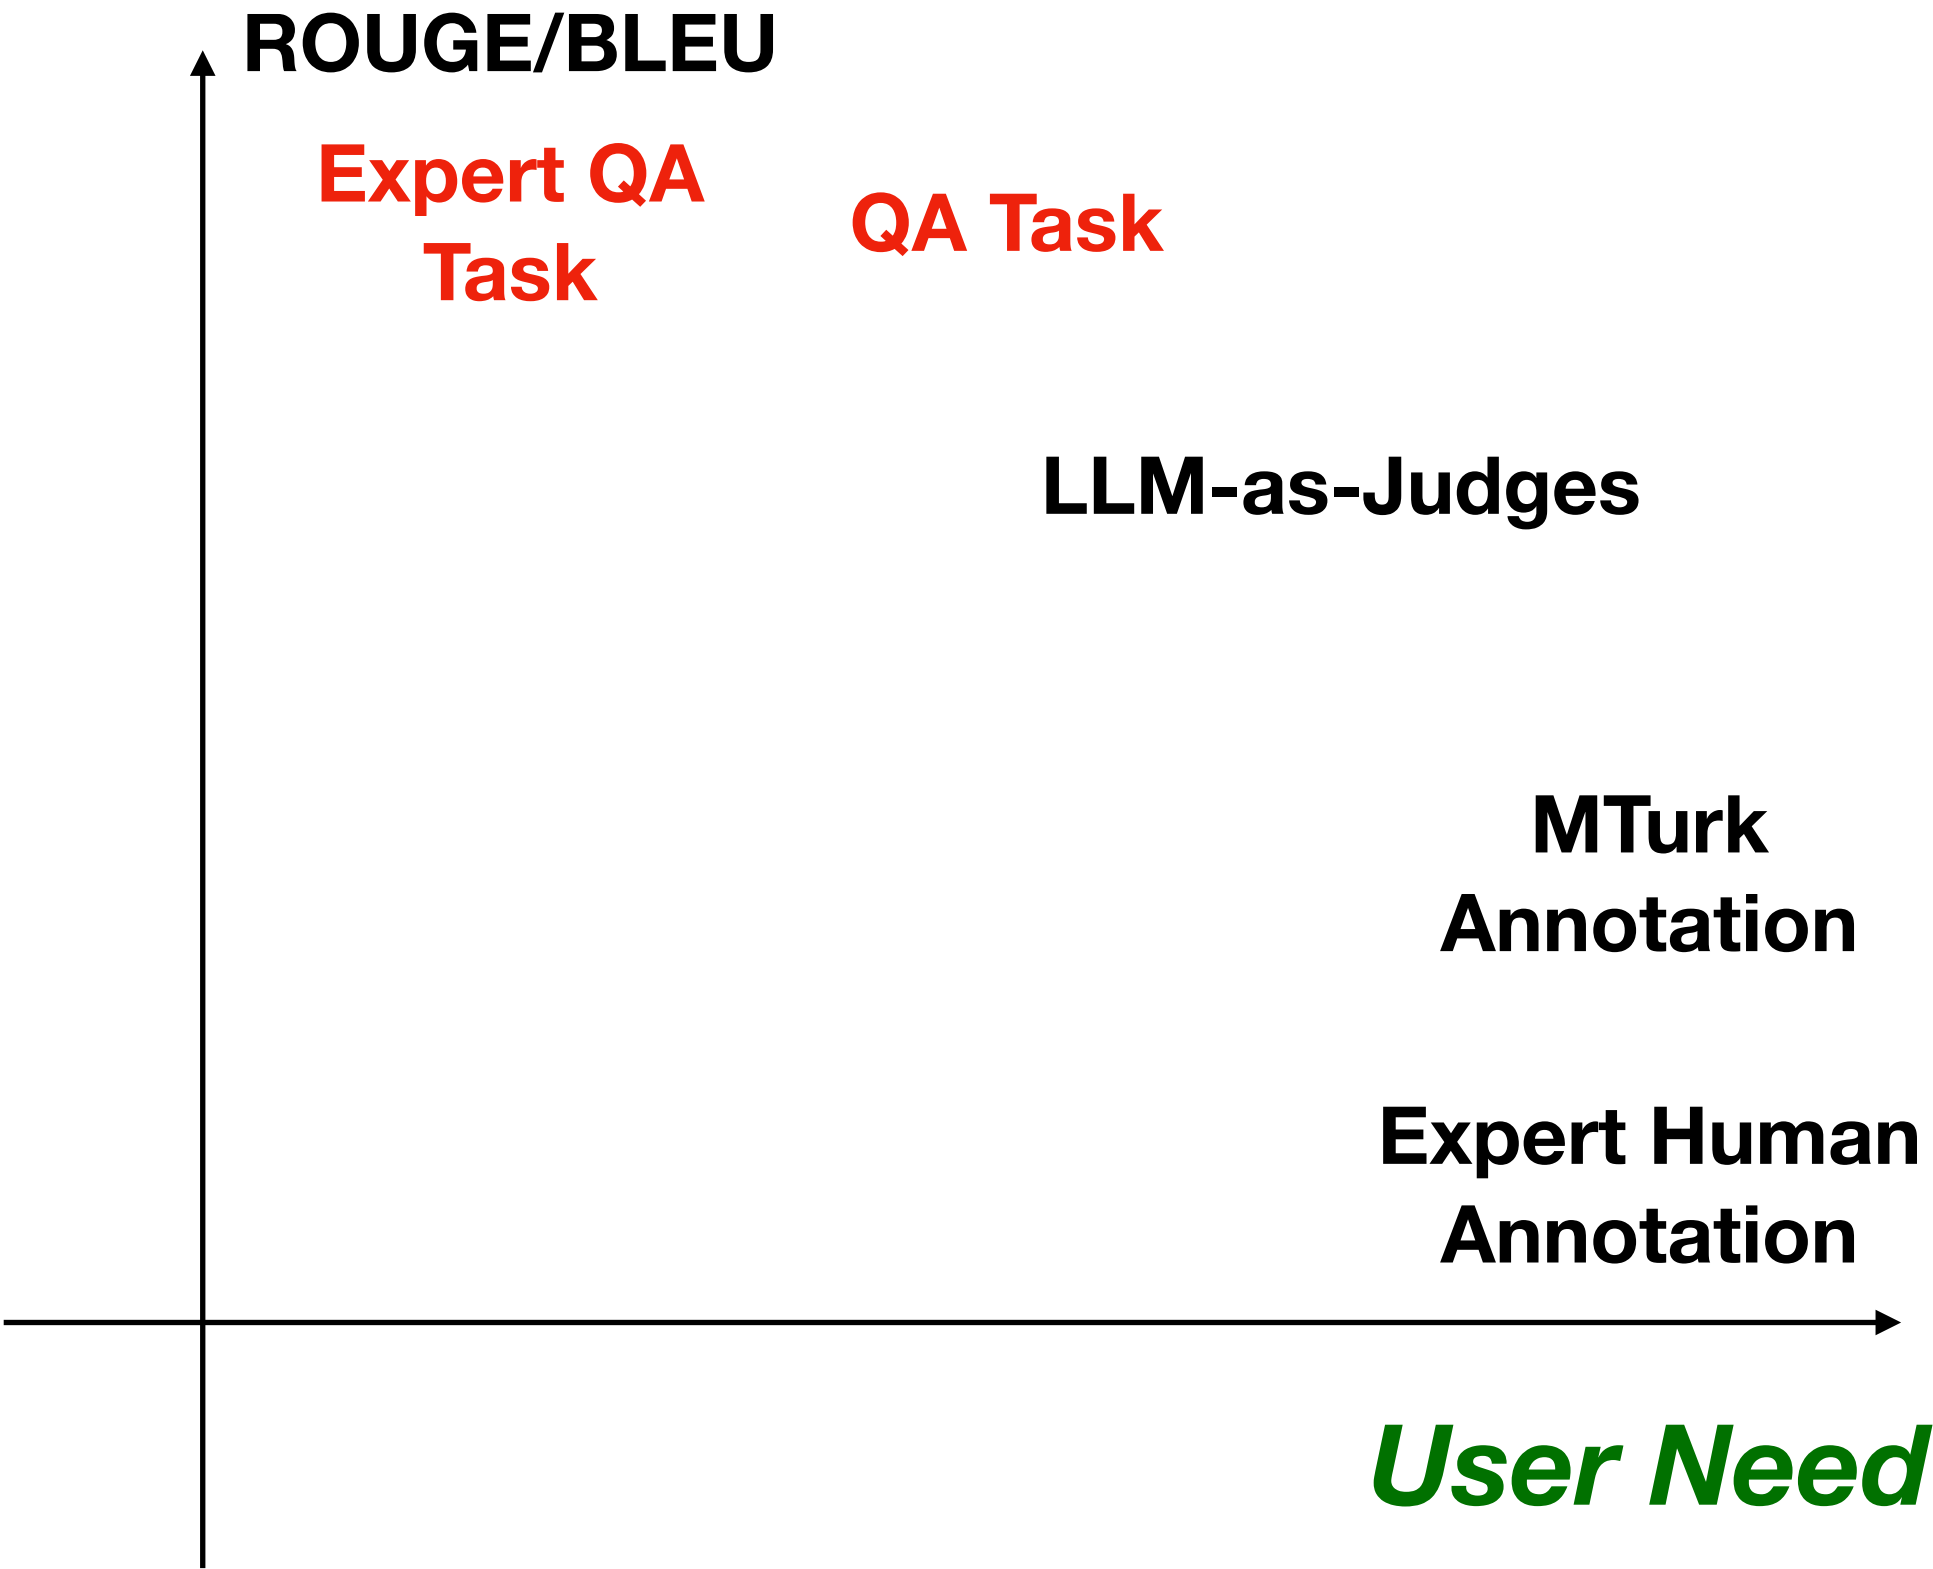 ROUGE/BLEU
Expert QA
Task
QA Task
LLM-as-Judges
MTurk
Annotation
Expert Human
Annotation
User Need